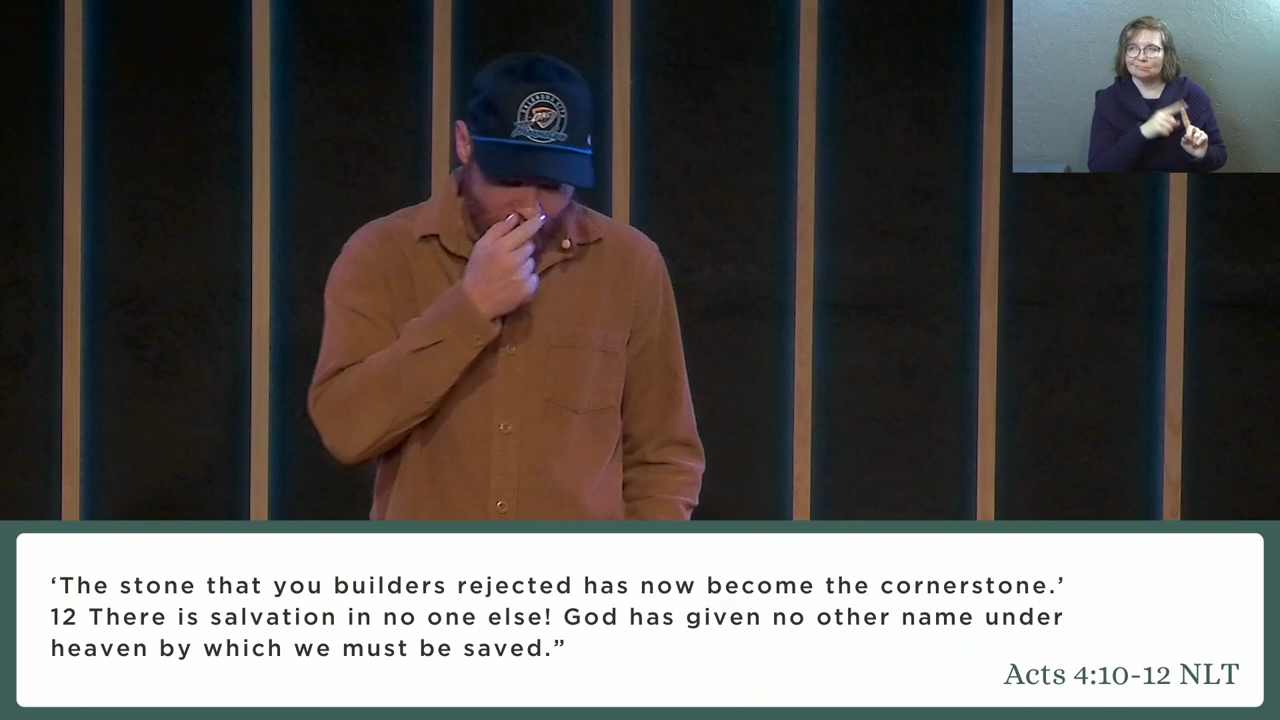 ‘The stone that you builders rejected has now become the cornerstone.’
12 There is salvation in no one else! God has given no other name under
heaven by which we must be saved.”
Acts 4:10-12 NLT